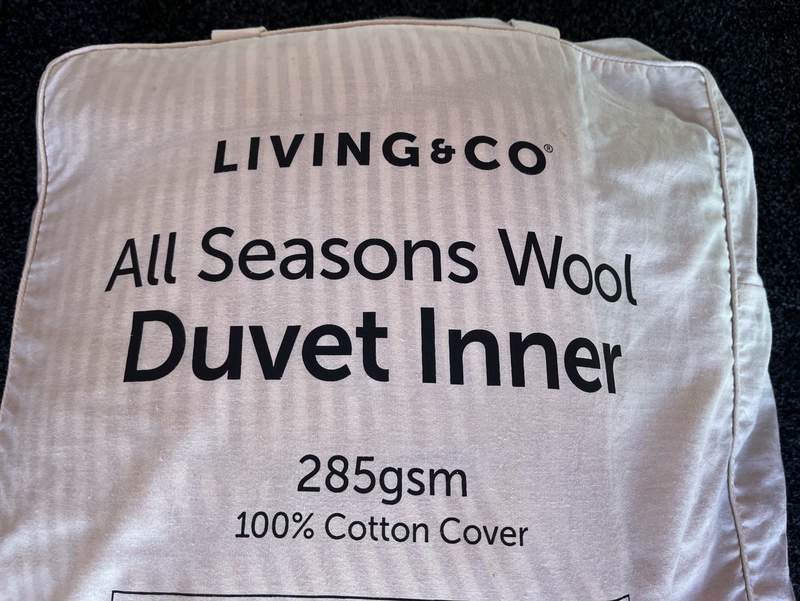 LIVING&CO®
All Seasons Wool
Duvet Inner
285gsm
100% Cotton Cover